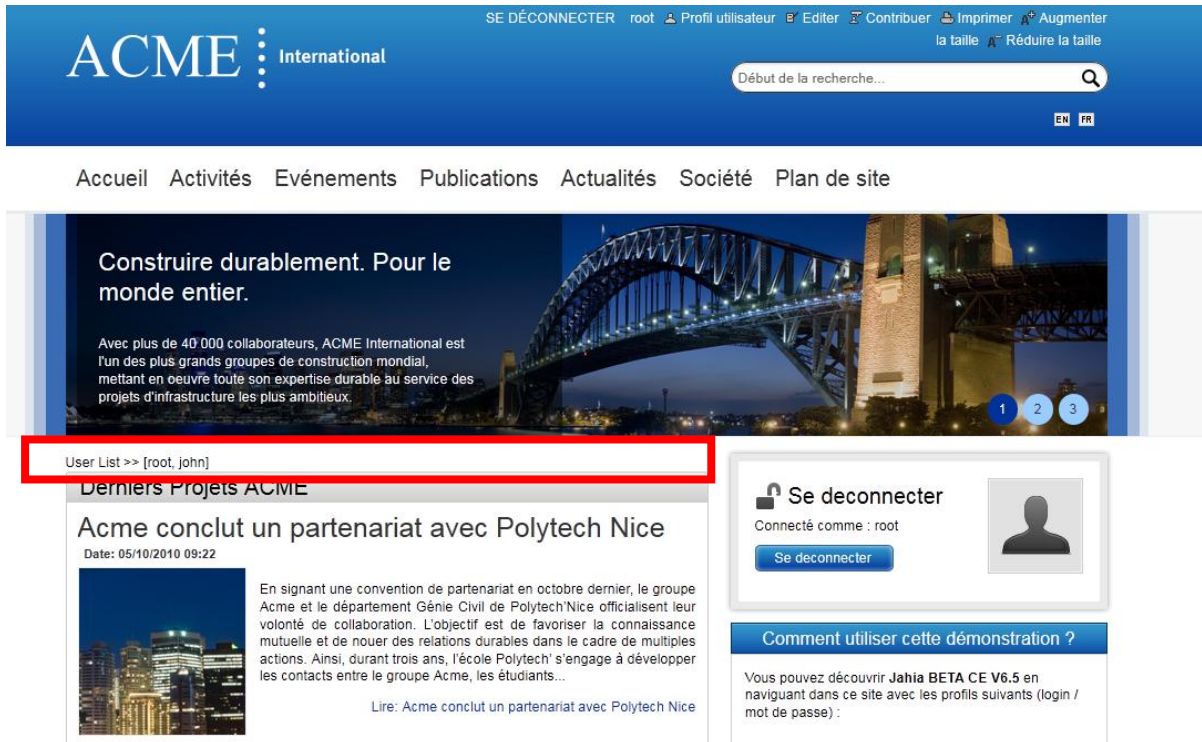 SE DÉCONNECTER root Profil utilisateur Editer Contribuer Imprimer A+ Augmenter
la taille A- Réduire la taille
ACME International
Début de la recherche...
EN FR
Accueil Activités Evénements Publications Actualités Société Plan de site
Construire durablement. Pour le
monde entier.
Avec plus de 40 000 collaborateurs, ACME International est
l'un des plus grands groupes de construction mondial,
mettant en oeuvre toute son expertise durable au service des
projets d'infrastructure les plus ambitieux.
1 2 3
User List >> [root, john]
Derniers Projets ACME
Acme conclut un partenariat avec Polytech Nice
Date: 05/10/2010 09:22
En signant une convention de partenariat en octobre dernier, le groupe
Acme et le département Génie Civil de Polytech'Nice officialisent leur
volonté de collaboration. L'objectif est de favoriser la connaissance
mutuelle et de nouer des relations durables dans le cadre de multiples
actions. Ainsi, durant trois ans, l'école Polytech' s'engage à développer
les contacts entre le groupe Acme, les étudiants...
Lire: Acme conclut un partenariat avec Polytech Nice
Se deconnecter
Connecté comme : root
Se deconnecter
Comment utiliser cette démonstration ?
Vous pouvez découvrir Jahia BETA CE V6.5 en
naviguant dans ce site avec les profils suivants (login /
mot de passe) :